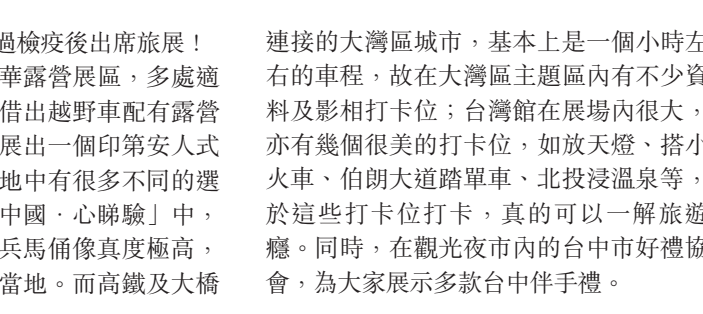 過檢疫後出席旅展！
華露營展區，多處適
借出越野車配有露營
展出一個印第安人式
地中有很多不同的選
中國．心睇驗」中，
兵馬俑像真度極高，
當地。而高鐵及大橋
連接的大灣區城市，基本上是一個小時左
右的車程，故在大灣區主題區內有不少資
料及影相打卡位；台灣館在展場內很大，
亦有幾個很美的打卡位，如放天燈、搭小
火車、伯朗大道踏單車、北投浸溫泉等，
於這些打卡位打卡，真的可以一解旅遊
癮。同時，在觀光夜市內的台中市好禮協
會，為大家展示多款台中伴手禮。